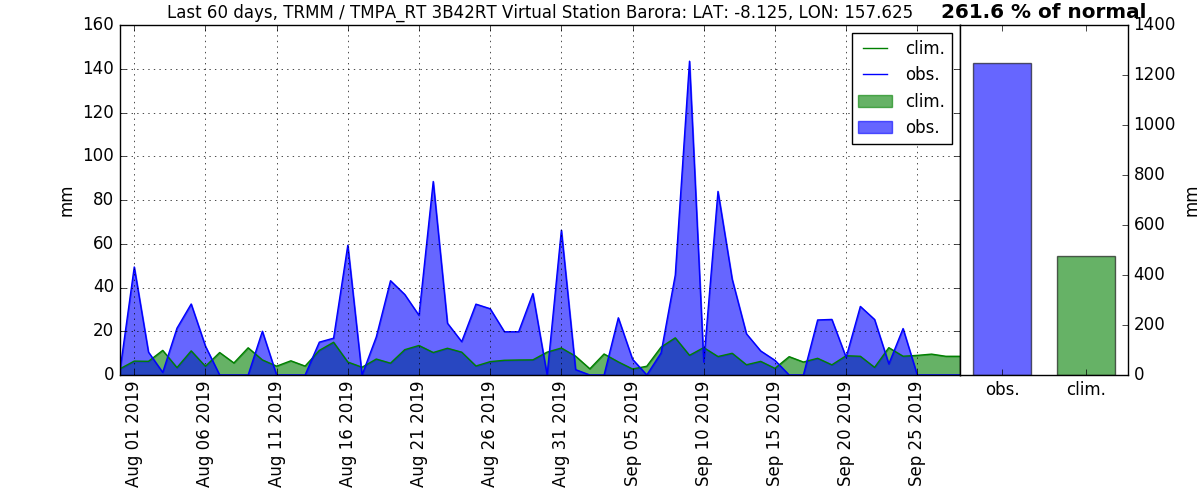 Last 60 days, TRMM / TMPA_RT 3B42RT Virtual Station Barora: LAT: -8.125, LON: 157.625
261.6 % of normal
160
140
120
100
80
60
40
20
0
mm
clim.
obs.
clim.
obs.
Aug 01 2019
Aug 06 2019
Aug 11 2019
Aug 16 2019
Aug 21 2019
Aug 26 2019
Aug 31 2019
Sep 05 2019
Sep 10 2019
Sep 15 2019
Sep 20 2019
Sep 25 2019
1400
1200
1000
800
600
400
200
0
mm
obs.
clim.